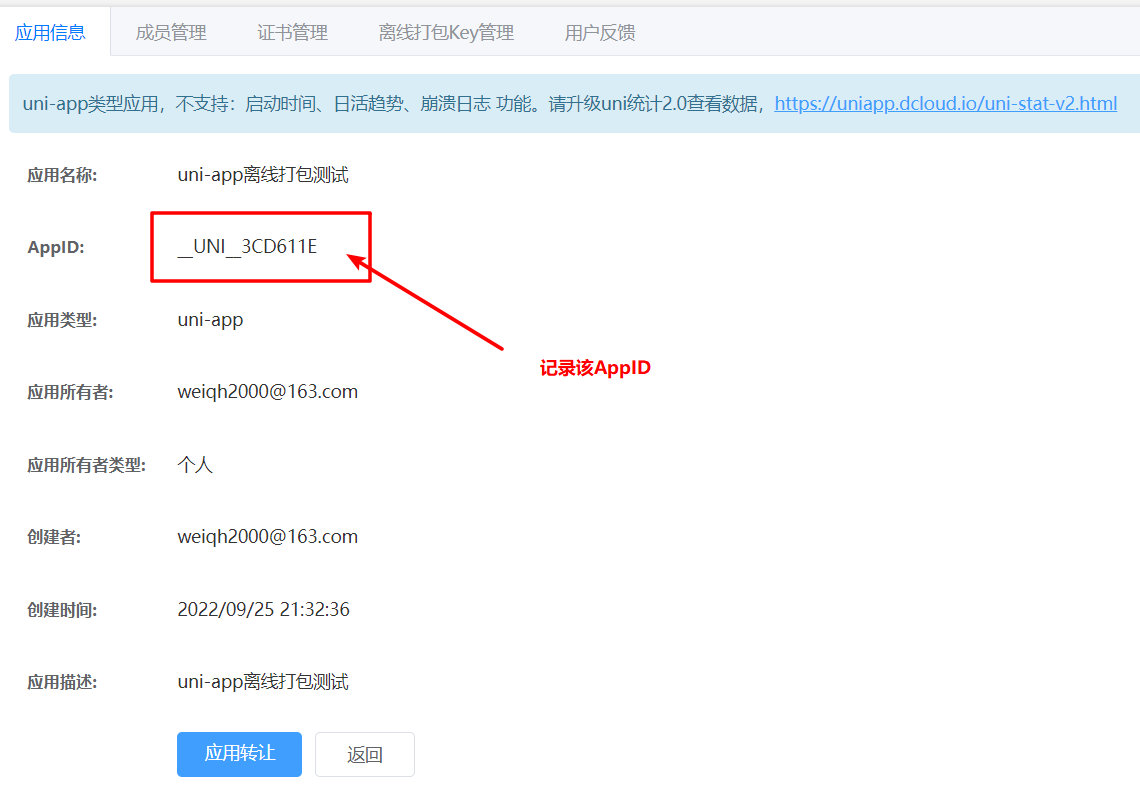 应用信息 成员管理 证书管理 离线打包Key管理 用户反馈
uni-app类型应用，不支持：启动时间、日活趋势、崩溃日志 功能。请升级uni统计2.0查看数据，https://uniapp.dcloud.io/uni-stat-v2.html
应用名称: uni-app离线打包测试
AppID: __UNI__3CD611E
应用类型: uni-app
记录该AppID
应用所有者: weiqh2000@163.com
应用所有者类型: 个人
创建者: weiqh2000@163.com
创建时间: 2022/09/25 21:32:36
应用描述: uni-app离线打包测试
应用转让 返回